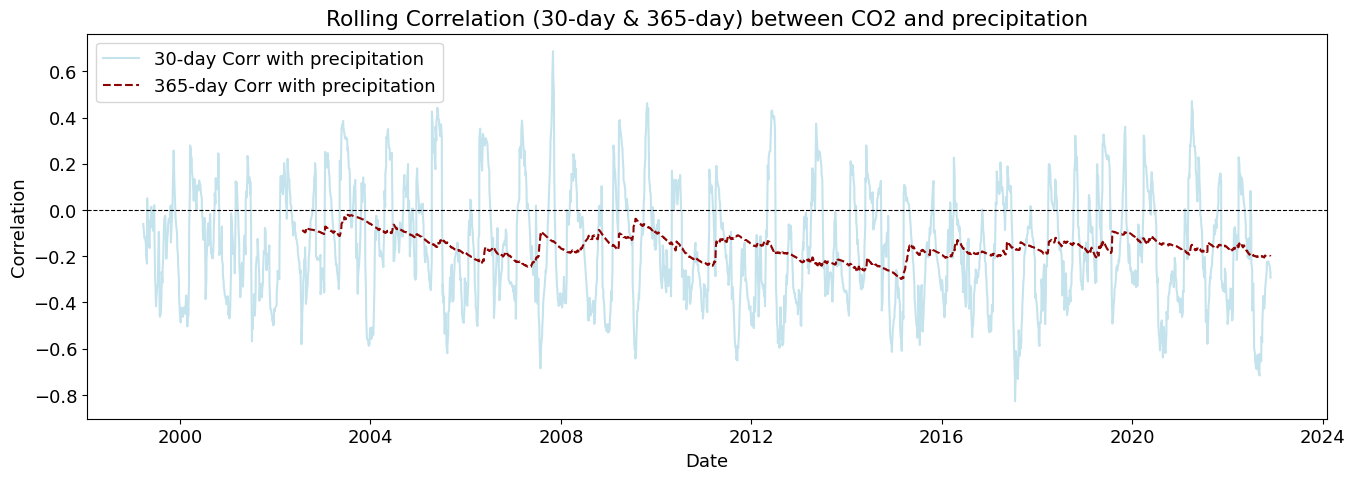 Rolling Correlation (30-day & 365-day) between CO2 and precipitation
30-day Corr with precipitation
365-day Corr with precipitation
Correlation
0.6
0.4
0.2
0.0
−0.2
−0.4
−0.6
−0.8
2000 2004 2008 2012 2016 2020 2024
Date